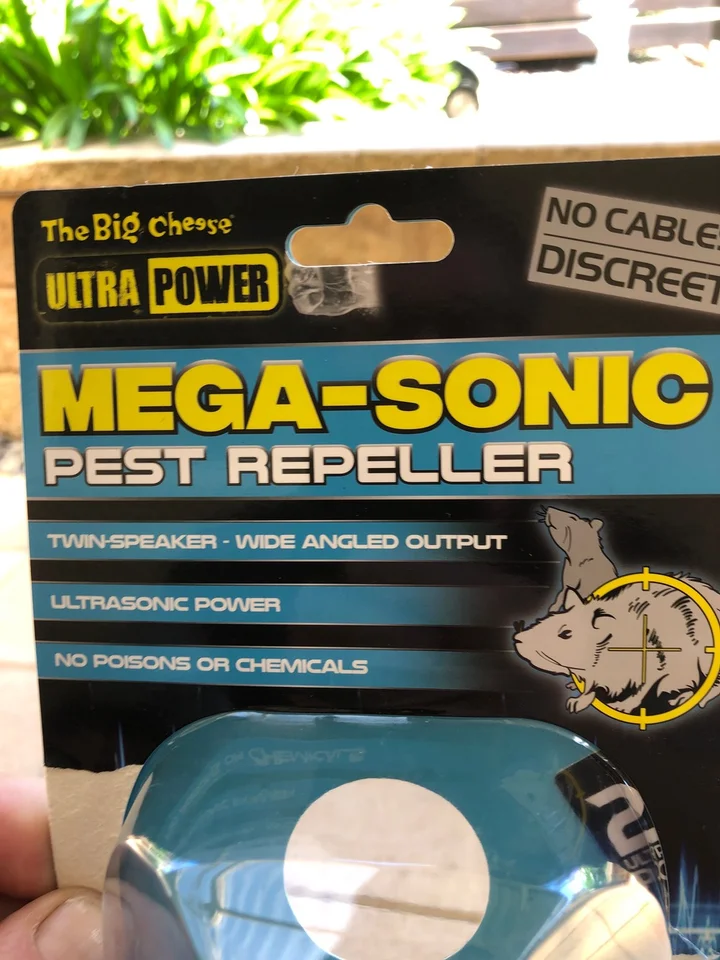 The Big Cheese
ULTRA POWER
NO CABLE
DISCREET
MEGA-SONIC
PEST REPELLER
TWIN-SPEAKER - WIDE ANGLED OUTPUT
ULTRASONIC POWER
NO POISONS OR CHEMICALS